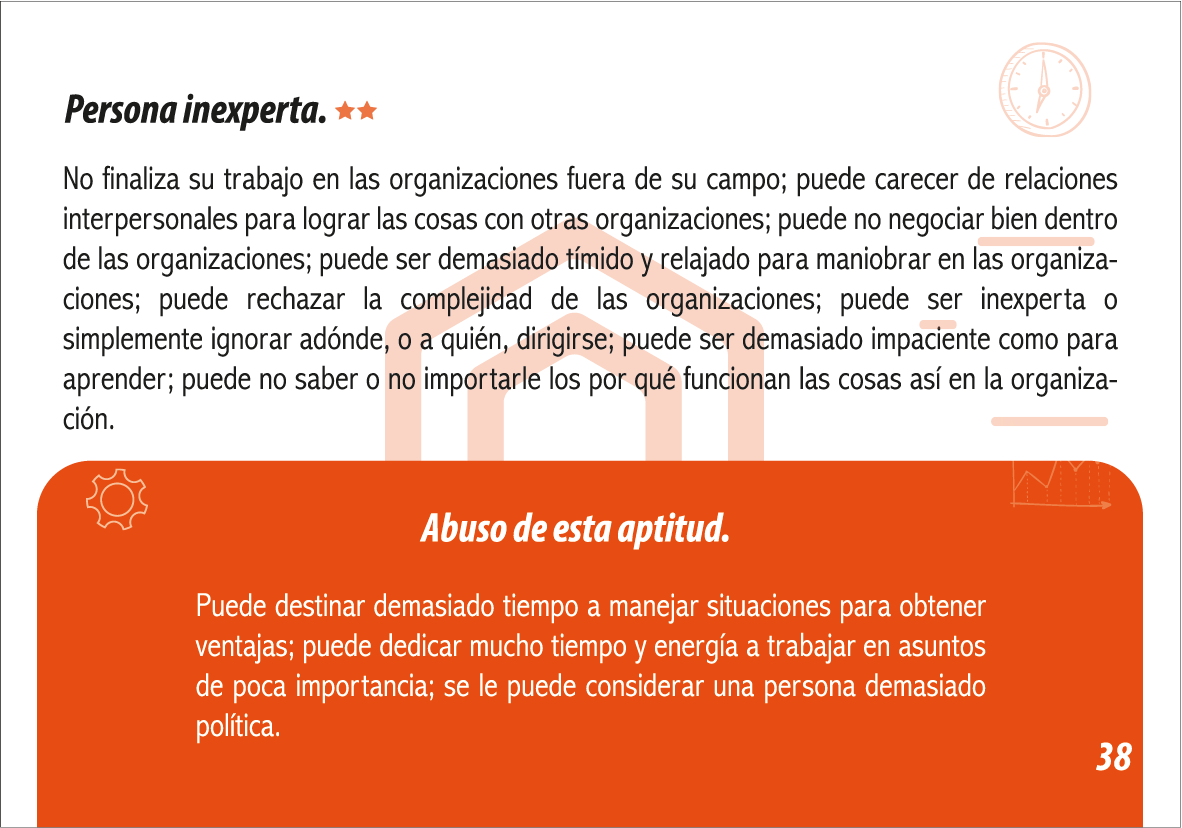 Persona inexperta.
No finaliza su trabajo en las organizaciones fuera de su campo; puede carecer de relaciones
interpersonales para lograr las cosas con otras organizaciones; puede no negociar bien dentro
de las organizaciones; puede ser demasiado tímido y relajado para maniobrar en las organiza-
ciones; puede rechazar la complejidad de las organizaciones; puede ser inexperta o
simplemente ignorar adónde, o a quién, dirigirse; puede ser demasiado impaciente como para
aprender; puede no saber o no importarle los por qué funcionan las cosas así en la organiza-
ción.
Abuso de esta aptitud.
Puede destinar demasiado tiempo a manejar situaciones para obtener
ventajas; puede dedicar mucho tiempo y energía a trabajar en asuntos
de poca importancia; se le puede considerar una persona demasiado
política.
38